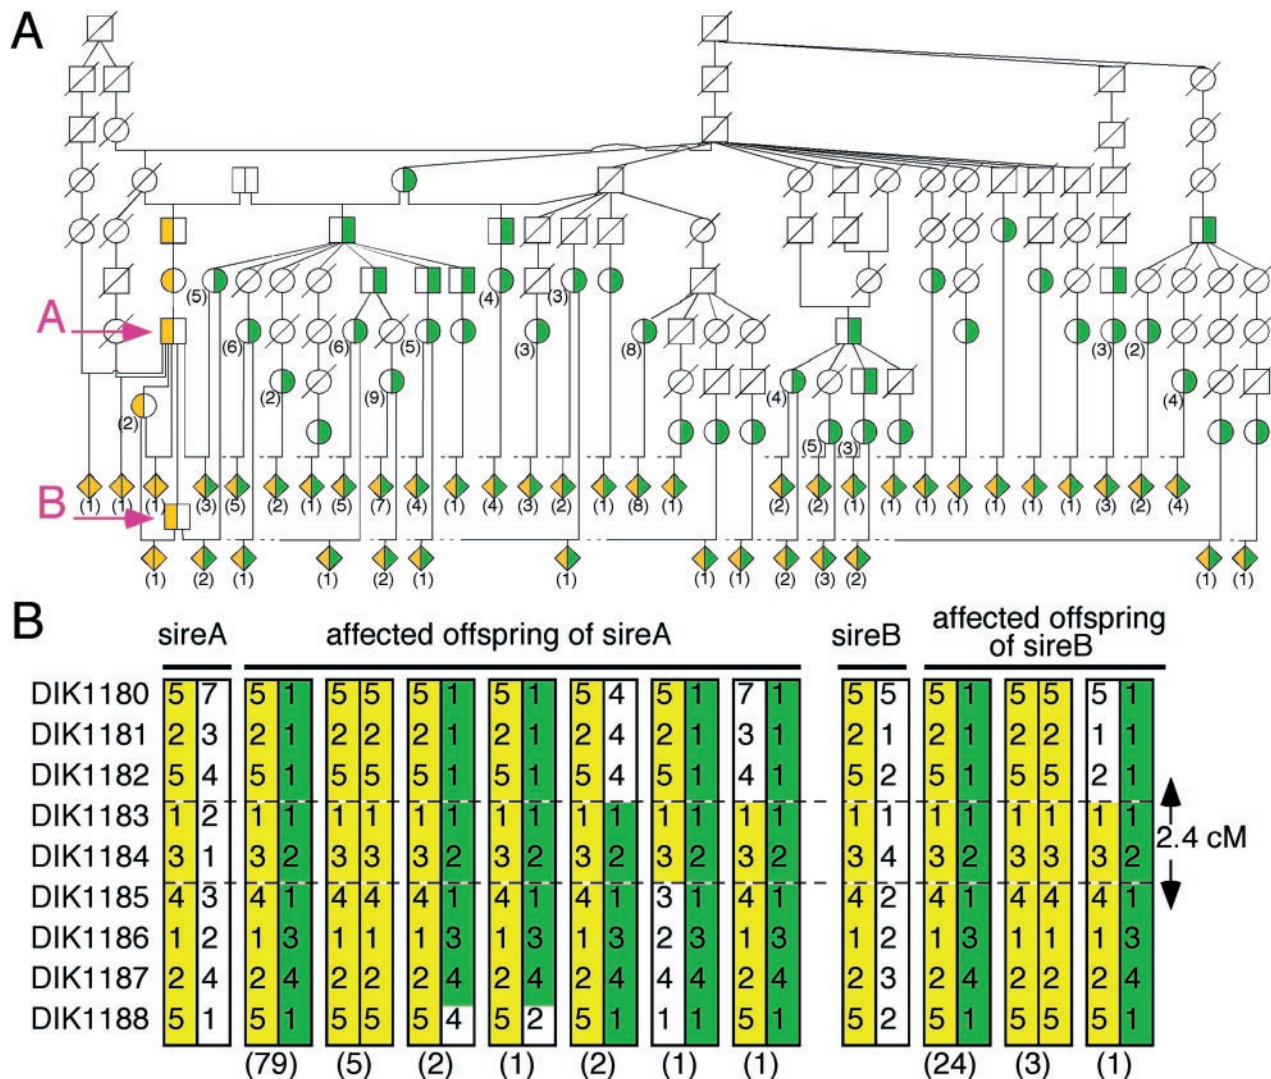 A
(5) (4) (3)
A
(6) (6) (5) (3) (8) (3) (2)
(2) (9) (4) (4)
(2)
(5) (3)
(1) (1) (1) (3) (5) (2) (1) (5) (7) (4) (1) (4) (3) (2) (1) (8) (1) (2) (2) (1) (1) (1) (1) (1) (1) (3) (2) (4)
B
(1) (2) (1) (1) (2) (1) (1) (1) (1) (2) (3) (2) (1) (1)
B
sireA affected offspring of sireA sireB affected offspring
of sireB
DIK1180 5 7 5 1 5 5 5 1 5 1 5 4 5 1 7 1 5 5 5 1 5 5 5 1
DIK1181 2 3 2 1 2 2 2 1 2 1 2 4 2 1 3 1 2 1 2 1 2 2 1 1
DIK1182 5 4 5 1 5 5 5 1 5 1 5 4 5 1 4 1 5 2 5 1 5 5 2 1
DIK1183 1 2 1 1 1 1 1 1 1 1 1 1 1 1 1 1 1 1 1 1 1 1 1 1
2.4 cM
DIK1184 3 1 3 2 3 3 3 2 3 2 3 2 3 2 3 2 3 4 3 2 3 3 3 2
DIK1185 4 3 4 1 4 4 4 1 4 1 4 1 3 1 4 1 4 2 4 1 4 4 4 1
DIK1186 1 2 1 3 1 1 1 3 1 3 1 3 2 3 1 3 1 2 1 3 1 1 1 3
DIK1187 2 4 2 4 2 2 2 4 2 4 2 4 4 4 2 4 2 3 2 4 2 2 2 4
DIK1188 5 1 5 1 5 5 5 4 5 2 5 1 1 1 5 1 5 2 5 1 5 5 5 1
(79) (5) (2) (1) (2) (1) (1) (24) (3) (1)